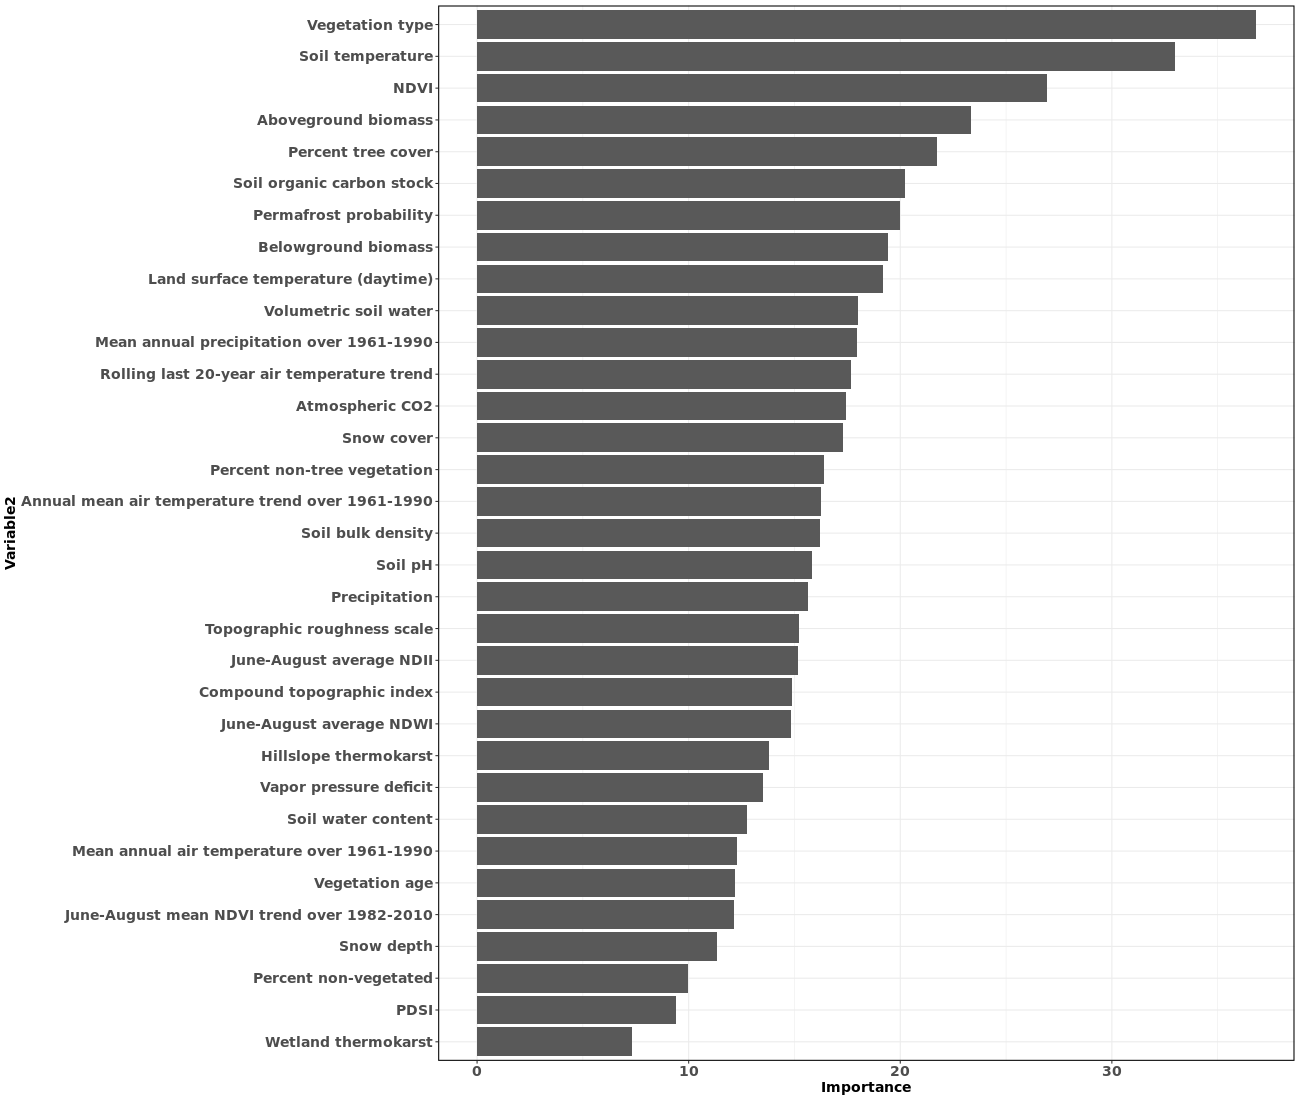 Vegetation type
Soil temperature
NDVI
Aboveground biomass
Percent tree cover
Soil organic carbon stock
Permafrost probability
Belowground biomass
Land surface temperature (daytime)
Volumetric soil water
Mean annual precipitation over 1961-1990
Rolling last 20-year air temperature trend
Atmospheric CO2
Snow cover
Percent non-tree vegetation
Annual mean air temperature trend over 1961-1990
Soil bulk density
Soil pH
Precipitation
Topographic roughness scale
June-August average NDII
Compound topographic index
June-August average NDWI
Hillslope thermokarst
Vapor pressure deficit
Soil water content
Mean annual air temperature over 1961-1990
Vegetation age
June-August mean NDVI trend over 1982-2010
Snow depth
Percent non-vegetated
PDSI
Wetland thermokarst
Variable2
0 10 20 30
Importance